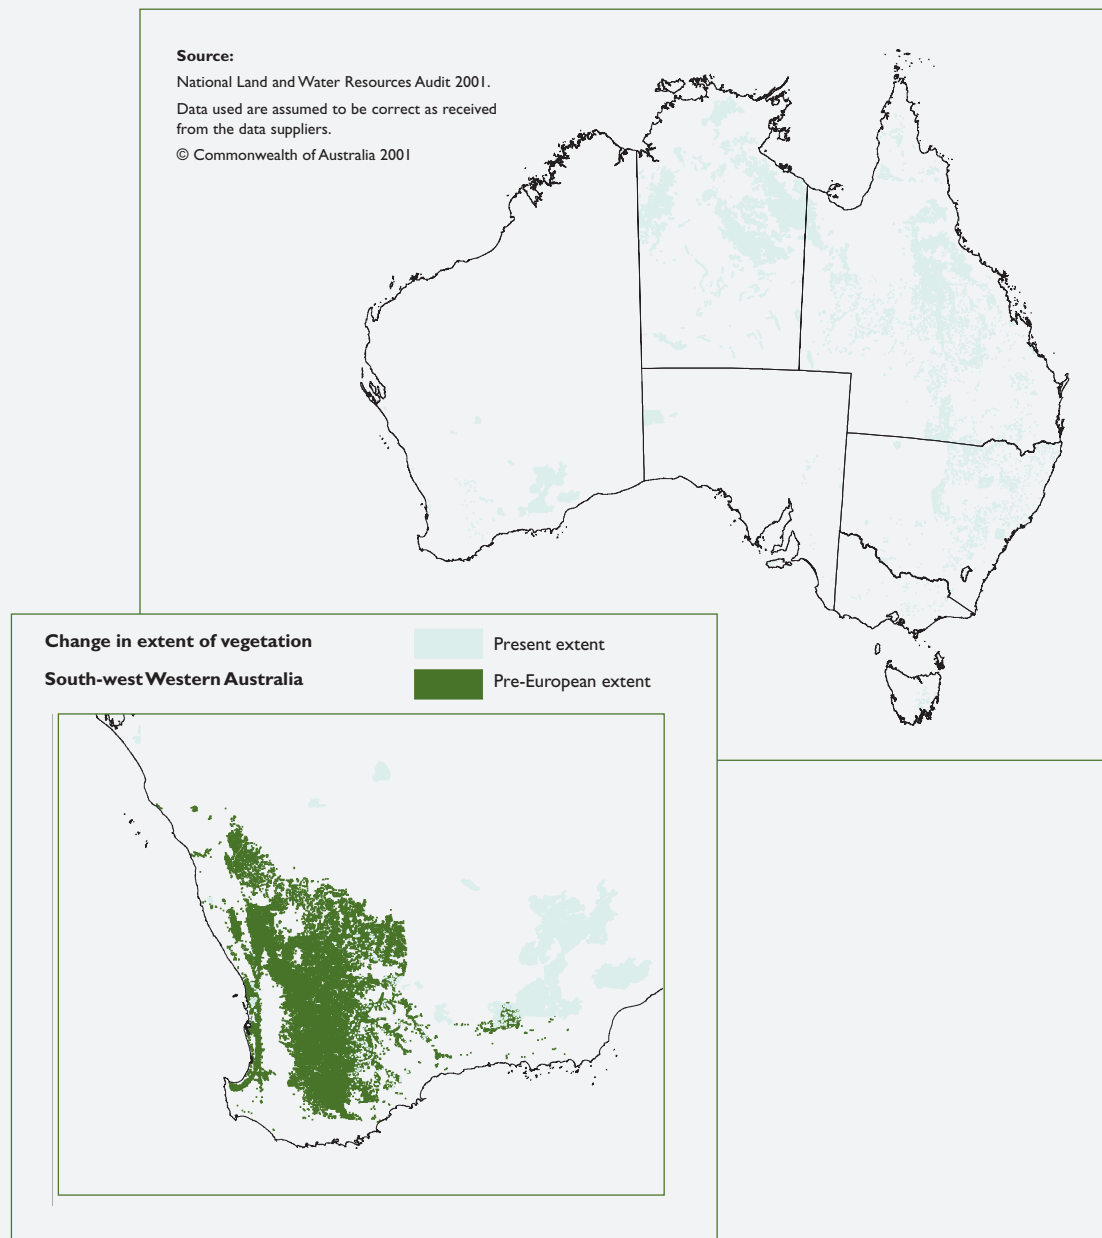 Source:
National Land and Water Resources Audit 2001.
Data used are assumed to be correct as received
from the data suppliers.
© Commonwealth of Australia 2001
Change in extent of vegetation
South-west Western Australia
Present extent
Pre-European extent